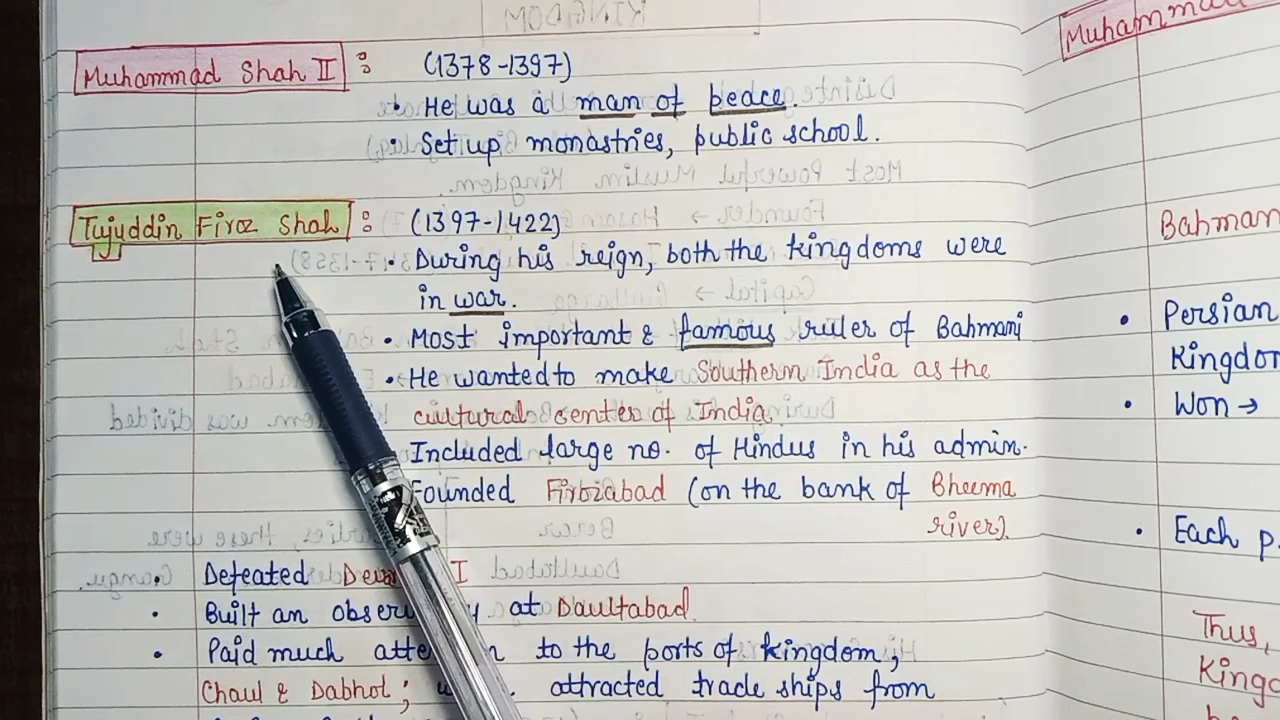 Muhammad Shah II : (1378-1397)
• He was a man of peace.
• Set up monastries, public school.
Tajuddin Firoz Shah : (1397-1422)
• During his reign, both the kingdoms were
in war.
• Most important & famous ruler of Bahmani
• He wanted to make Southern India as the
cultural center of India.
Included large no. of Hindus in his admin.
Founded Firozabad (on the bank of Bheema
river).
• Defeated I
• Built an at Daultabad.
• Paid much to the ports of kingdom,
Chaul & Dabhol; attracted trade ships from
Muhammad
Bahman
• Persian
Kingdo
• Won →
• Each p
Thus,
Kingd